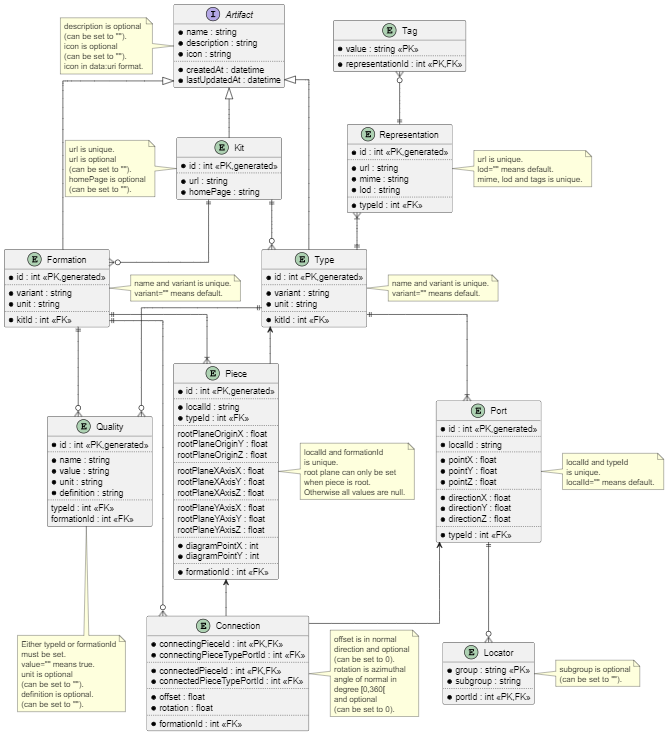 description is optional
(can be set to "").
icon is optional
(can be set to "").
icon in data:uri format.
I Artifact
● name : string
● description : string
● icon : string
● createdAt : datetime
● lastUpdatedAt : datetime
E Tag
● value : string «PK»
● representationId : int «PK,FK»
url is unique.
url is optional
(can be set to "").
homePage is optional
(can be set to "").
E Kit
● id : int «PK,generated»
● url : string
● homePage : string
E Representation
● id : int «PK,generated»
● url : string
● mime : string
● lod : string
● typeId : int «FK»
url is unique.
lod="" means default.
mime, lod and tags is unique.
E Formation
● id : int «PK,generated»
● variant : string
● unit : string
● kitId : int «FK»
name and variant is unique.
variant="" means default.
E Type
● id : int «PK,generated»
● variant : string
● unit : string
● kitId : int «FK»
name and variant is unique.
variant="" means default.
E Quality
● id : int «PK,generated»
● name : string
● value : string
● unit : string
● definition : string
typeId : int «FK»
formationId : int «FK»
E Piece
● id : int «PK,generated»
● localId : string
● typeId : int «FK»
rootPlaneOriginX : float
rootPlaneOriginY : float
rootPlaneOriginZ : float
rootPlaneXAxisX : float
rootPlaneXAxisY : float
rootPlaneXAxisZ : float
rootPlaneYAxisX : float
rootPlaneYAxisY : float
rootPlaneYAxisZ : float
● diagramPointX : int
● diagramPointY : int
● formationId : int «FK»
localId and formationId
is unique.
root plane can only be set
when piece is root.
Otherwise all values are null.
E Port
● id : int «PK,generated»
● localId : string
● pointX : float
● pointY : float
● pointZ : float
● directionX : float
● directionY : float
● directionZ : float
● typeId : int «FK»
localId and typeId
is unique.
localId="" means default.
Either typeId or formationId
must be set.
value="" means true.
unit is optional
(can be set to "").
definition is optional.
(can be set to "").
E Connection
● connectingPieceId : int «PK,FK»
● connectingPieceTypePortId : int «FK»
● connectedPieceId : int «PK,FK»
● connectedPieceTypePortId : int «FK»
● offset : float
● rotation : float
● formationId : int «FK»
offset is in normal
direction and optional
(can be set to 0).
rotation is azimuthal
angle of normal in
degree [0,360[
and optional
(can be set to 0).
E Locator
● group : string «PK»
● subgroup : string
● portId : int «PK,FK»
subgroup is optional
(can be set to "").